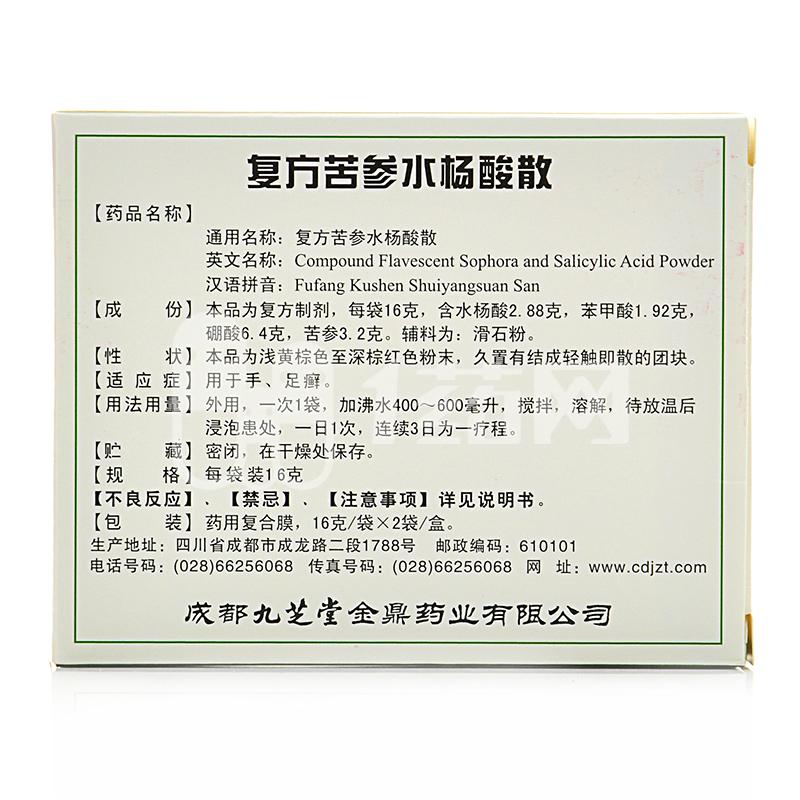 复方苦参水杨酸散
【药品名称】
通用名称：复方苦参水杨酸散
英文名称：Compound Flavescent Sophora and Salicylic Acid Powder
汉语拼音：Fufang Kushen Shuiyangsuan San
【成　份】本品为复方制剂，每袋16克，含水杨酸2.88克，苯甲酸1.92克，
硼酸6.4克，苦参3.2克。辅料为：滑石粉。
【性　状】本品为浅黄棕色至深棕红色粉末，久置有结成轻触即散的团块。
【适应症】用于手、足癣。
【用法用量】外用，一次1袋，加沸水400～600毫升，搅拌，溶解，待放温后
浸泡患处，一日1次，连续3日为一疗程。
【贮　藏】密闭，在干燥处保存。
【规　格】每袋装16克
【不良反应】、【禁忌】、【注意事项】详见说明书。
【包　装】药用复合膜，16克/袋×2袋/盒。
生产地址：四川省成都市成龙路二段1788号　邮政编码：610101
电话号码：(028)66256068　传真号码：(028)66256068　网　址：www.cdjzt.com
成都九芝堂金鼎药业有限公司
1药网